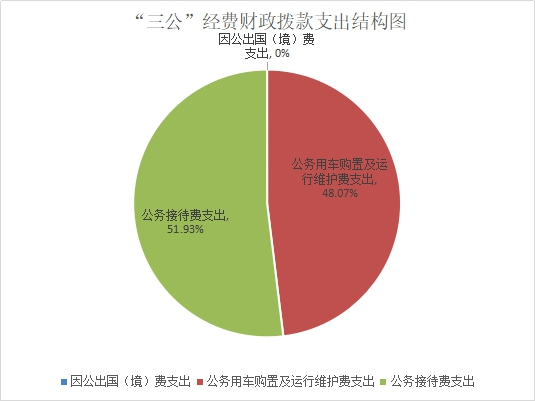 “三公”经费财政拨款支出结构图
因公出国（境）费
支出, 0%
公务用车购置及运
行维护费支出,
48.07%
公务接待费支出,
51.93%
因公出国（境）费支出 公务用车购置及运行维护费支出 公务接待费支出